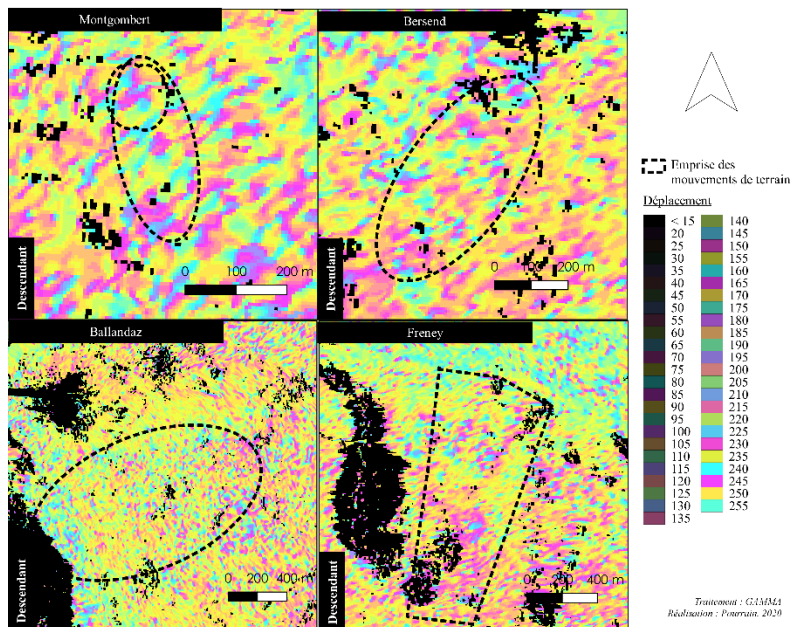 Montgombert
Bersend
Descendant
0 100 200 m
Descendant
0 100 200 m
Ballandaz
Freney
Descendant
0 200 400 m
Descendant
0 200 400 m
Emprise des
mouvements de terrain
Déplacement
< 15 140
20 145
25 150
30 155
35 160
40 165
45 170
50 175
55 180
60 185
65 190
70 195
75 200
80 205
85 210
90 215
95 220
100 225
105 230
110 235
115 240
120 245
125 250
130 255
135
Traitement : GAMMA
Réalisation : Pourrain, 2020